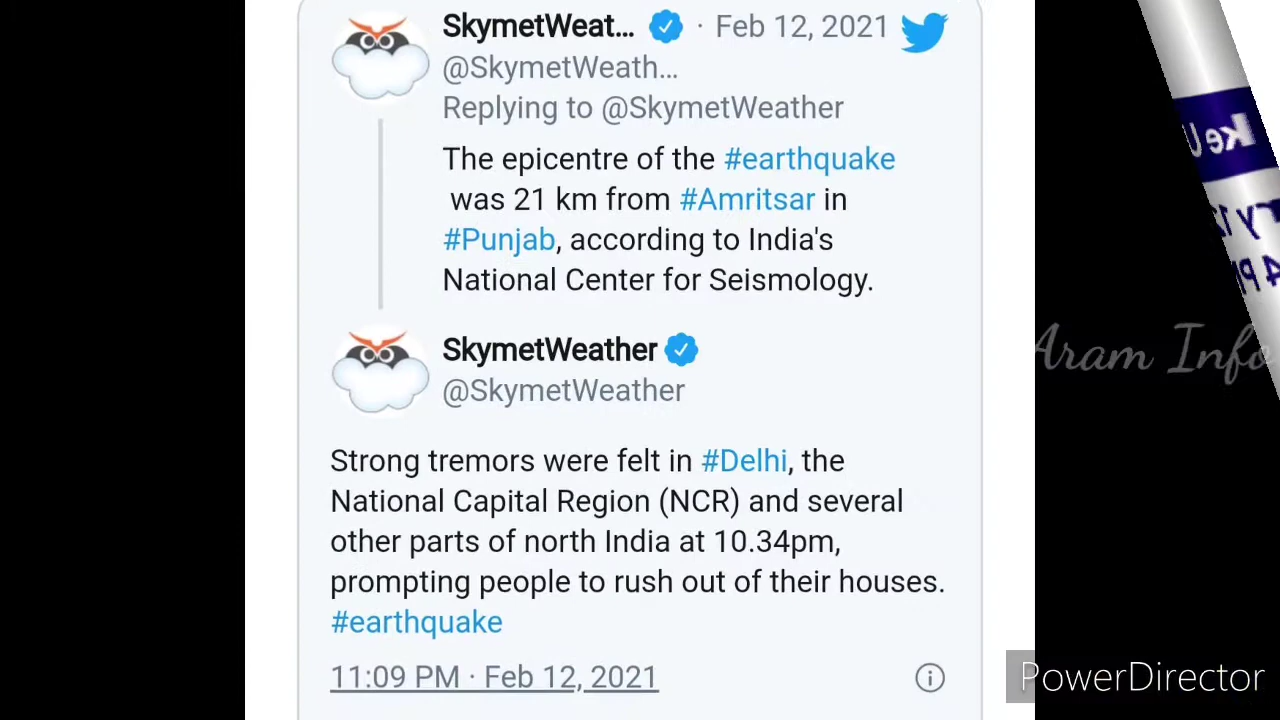 SkymetWeat... · Feb 12, 2021
@SkymetWeath...
Replying to @SkymetWeather
The epicentre of the #earthquake
was 21 km from #Amritsar in
#Punjab, according to India's
National Center for Seismology.
SkymetWeather
@SkymetWeather
Strong tremors were felt in #Delhi, the
National Capital Region (NCR) and several
other parts of north India at 10.34pm,
prompting people to rush out of their houses.
#earthquake
11:09 PM · Feb 12, 2021
Aram Info
PowerDirector